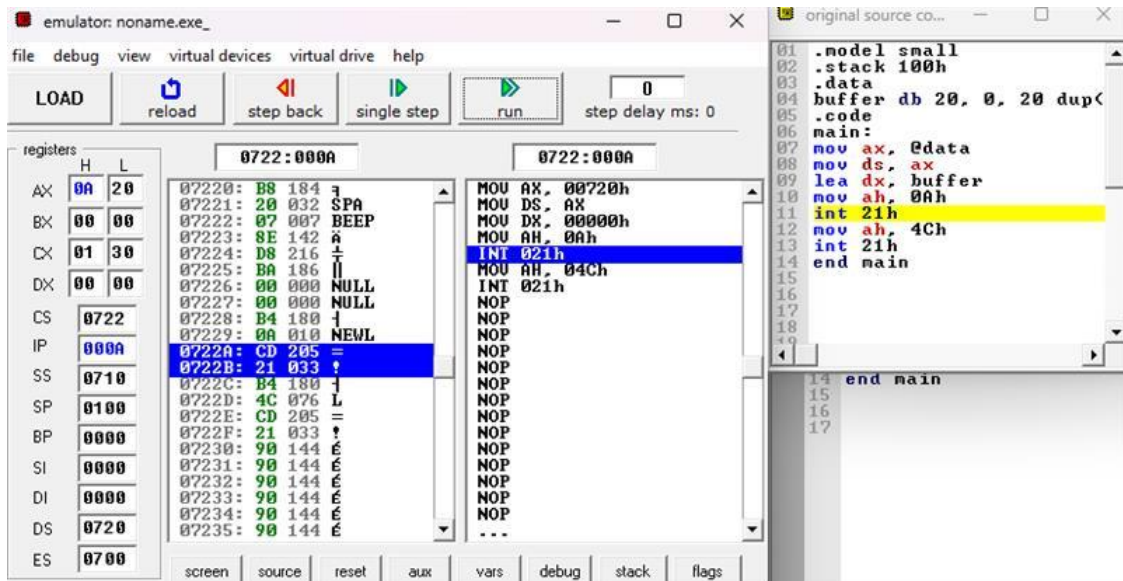 emulator: noname.exe_
file debug view virtual devices virtual drive help
LOAD
reload
step back
single step
run
0
step delay ms: 0
registers
H L
AX 0A 20
BX 00 00
CX 01 30
DX 00 00
CS 0722
IP 000A
SS 0710
SP 0100
BP 0000
SI 0000
DI 0000
DS 0720
ES 0700
0722:000A
07220: B8 184 ╕
07221: 20 032 SPA
07222: 07 007 BEEP
07223: 8E 142 Ä
07224: D8 216 ╪
07225: BA 186 ║
07226: 00 000 NULL
07227: 00 000 NULL
07228: B4 180 ┤
07229: 0A 010 NEWL
0722A: CD 205 =
0722B: 21 033 !
0722C: B4 180 ┤
0722D: 4C 076 L
0722E: CD 205 =
0722F: 21 033 !
07230: 90 144 É
07231: 90 144 É
07232: 90 144 É
07233: 90 144 É
07234: 90 144 É
07235: 90 144 É
0722:000A
MOV AX, 00720h
MOV DS, AX
MOV DX, 00000h
MOV AH, 0Ah
INT 021h
MOV AH, 04Ch
INT 021h
NOP
NOP
NOP
NOP
NOP
NOP
NOP
NOP
NOP
NOP
NOP
NOP
NOP
NOP
...
screen source reset aux vars debug stack flags
original source co...
01 .model small
02 .stack 100h
03 .data
04 buffer db 20, 0, 20 dup(
05 .code
06 main:
07 mov ax, @data
08 mov ds, ax
09 lea dx, buffer
10 mov ah, 0Ah
11 int 21h
12 mov ah, 4Ch
13 int 21h
14 end main
15
16
17
18
14 end main
15
16
17